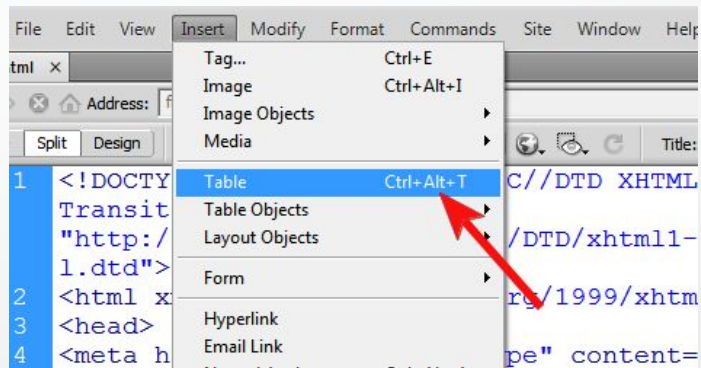 File Edit View Insert Modify Format Commands Site Window Help
tml ×
Address: f
Split Design Title:
Tag... Ctrl+E
Image Ctrl+Alt+I
Image Objects
Media
Table Ctrl+Alt+T
Table Objects
Layout Objects
Form
Hyperlink
Email Link
1 <!DOCTY C//DTD XHTML
Transit
"http:/ /DTD/xhtml1-
l.dtd">
2 <html x rg/1999/xhtm
3 <head>
4 <meta h pe" content=